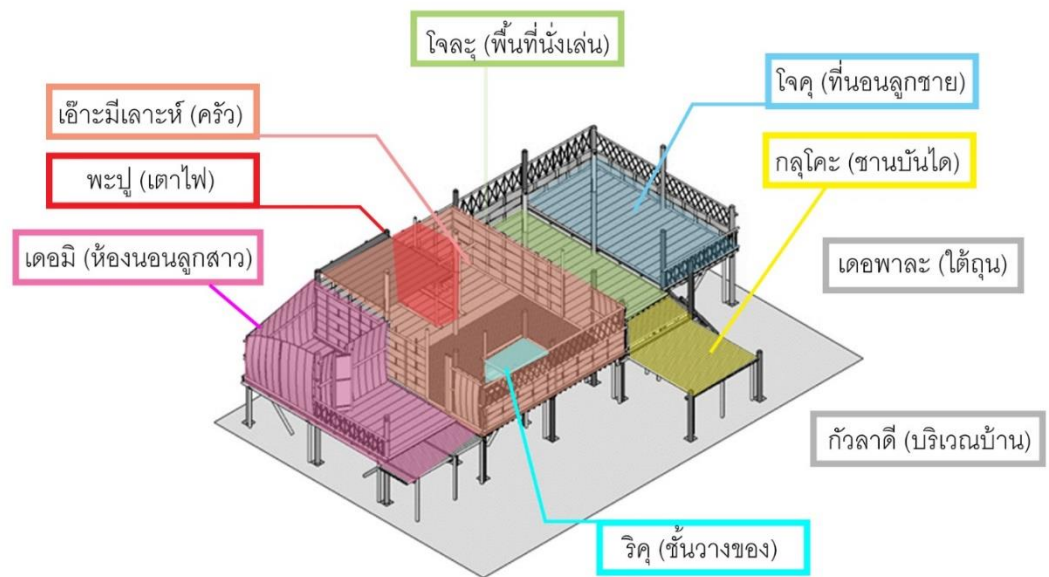 โจละุ (พื้นที่นั่งเล่น)
โจคุ (ที่นอนลูกชาย)
เอ๊าะมีเลาะห์ (ครัว)
กลุโคะ (ชานบันได)
พะปู (เตาไฟ)
เดอมิ (ห้องนอนลูกสาว)
เดอพาละ (ใต้ถุน)
กัวลาดี (บริเวณบ้าน)
ริคุ (ชั้นวางของ)